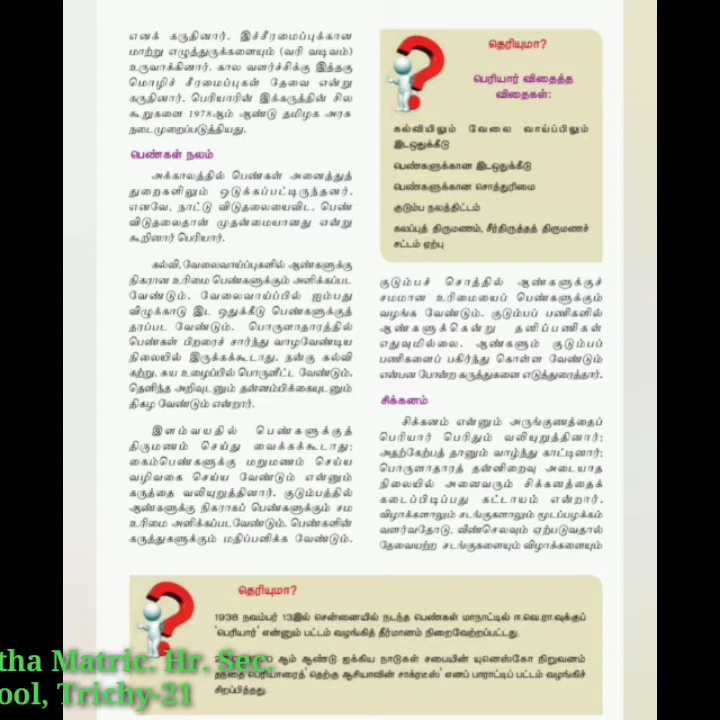 எனக் கருதினார். இச்சீரமைப்புக்கான
மாற்று எழுத்துருக்களையும் (வரி வடிவம்)
உருவாக்கினார். கால வளர்ச்சிக்கு இத்தகு
மொழிச் சீரமைப்புகள் தேவை என்று
கருதினார். பெரியாரின் இக்கருத்தின் சில
கூறுகளை 1978ஆம் ஆண்டு தமிழக அரசு
நடைமுறைப்படுத்தியது.
பெண்கள் நலம்
அக்காலத்தில் பெண்கள் அனைத்துத்
துறைகளிலும் ஒடுக்கப்பட்டிருந்தனர்.
எனவே, நாட்டு விடுதலையைவிட, பெண்
விடுதலைதான் முதன்மையானது என்று
கூறினார் பெரியார்.
கல்வி, வேலைவாய்ப்புகளில் ஆண்களுக்கு
நிகரான உரிமை பெண்களுக்கும் அளிக்கப்பட
வேண்டும். வேலைவாய்ப்பில் ஐம்பது
விழுக்காடு இட ஒதுக்கீடு பெண்களுக்குத்
தரப்பட வேண்டும். பொருளாதாரத்தில்
பெண்கள் பிறரைச் சார்ந்து வாழவேண்டிய
நிலையில் இருக்கக்கூடாது. நன்கு கல்வி
கற்று, சுய உழைப்பில் பொருளீட்ட வேண்டும்.
தெளிந்த அறிவுடனும் தன்னம்பிக்கையுடனும்
திகழ வேண்டும் என்றார்.
இளம்வயதில் பெண்களுக்குத்
திருமணம் செய்து வைக்கக்கூடாது;
கைம்பெண்களுக்கு மறுமணம் செய்ய
வழிவகை செய்ய வேண்டும் என்னும்
கருத்தை வலியுறுத்தினார். குடும்பத்தில்
ஆண்களுக்கு நிகராகப் பெண்களுக்கும் சம
உரிமை அளிக்கப்படவேண்டும். பெண்களின்
கருத்துகளுக்கும் மதிப்பளிக்க வேண்டும்.
தெரியுமா?
பெரியார் விதைத்த
விதைகள்:
கல்வியிலும் வேலை வாய்ப்பிலும்
இடஒதுக்கீடு
பெண்களுக்கான இடஒதுக்கீடு
பெண்களுக்கான சொத்துரிமை
குடும்ப நலத்திட்டம்
கலப்புத் திருமணம், சீர்திருத்தத் திருமணச்
சட்டம் ஏற்பு
குடும்பச் சொத்தில் ஆண்களுக்குச்
சமமான உரிமையைப் பெண்களுக்கும்
வழங்க வேண்டும். குடும்பப் பணிகளில்
ஆண்களுக்கென்று தனிப்பணிகள்
எதுவுமில்லை. ஆண்களும் குடும்பப்
பணிகளைப் பகிர்ந்து கொள்ள வேண்டும்
என்பன போன்ற கருத்துகளை எடுத்துரைத்தார்.
சிக்கனம்
சிக்கனம் என்னும் அருங்குணத்தைப்
பெரியார் பெரிதும் வலியுறுத்தினார்;
அதற்கேற்பத் தானும் வாழ்ந்து காட்டினார்;
பொருளாதாரத் தன்னிறைவு அடையாத
நிலையில் அனைவரும் சிக்கனத்தைக்
கடைப்பிடிப்பது கட்டாயம் என்றார்.
விழாக்களாலும் சடங்குகளாலும் மூடப்பழக்கம்
வளர்வதோடு, வீண்செலவும் ஏற்படுவதால்
தேவையற்ற சடங்குகளையும் விழாக்களையும்
தெரியுமா?
1938 நவம்பர் 13இல் சென்னையில் நடந்த பெண்கள் மாநாட்டில் ஈ.வெ.ரா.வுக்குப்
'பெரியார்' என்னும் பட்டம் வழங்கித் தீர்மானம் நிறைவேற்றப்பட்டது.
ஆம் ஆண்டு ஐக்கிய நாடுகள் சபையின் யுனெஸ்கோ நிறுவனம்
தந்தை பெரியாரைத் 'தெற்கு ஆசியாவின் சாக்ரடீஸ்' எனப் பாராட்டிப் பட்டம் வழங்கிச்
சிறப்பித்தது.
tha Matric. Hr. Sec.
ool, Trichy-21